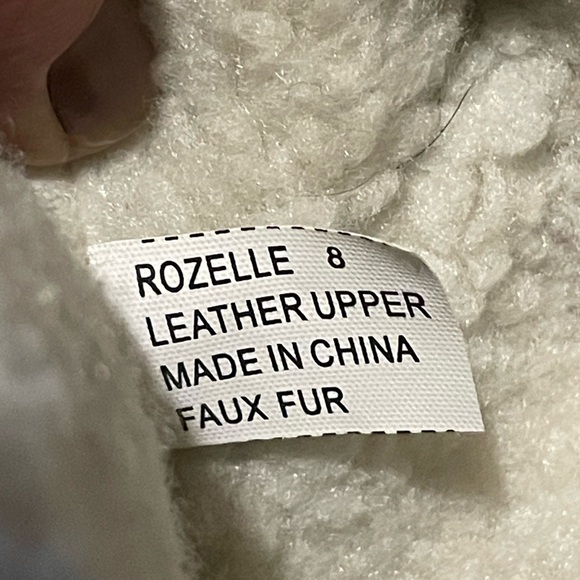 ROZELLE 8
LEATHER UPPER
MADE IN CHINA
FAUX FUR